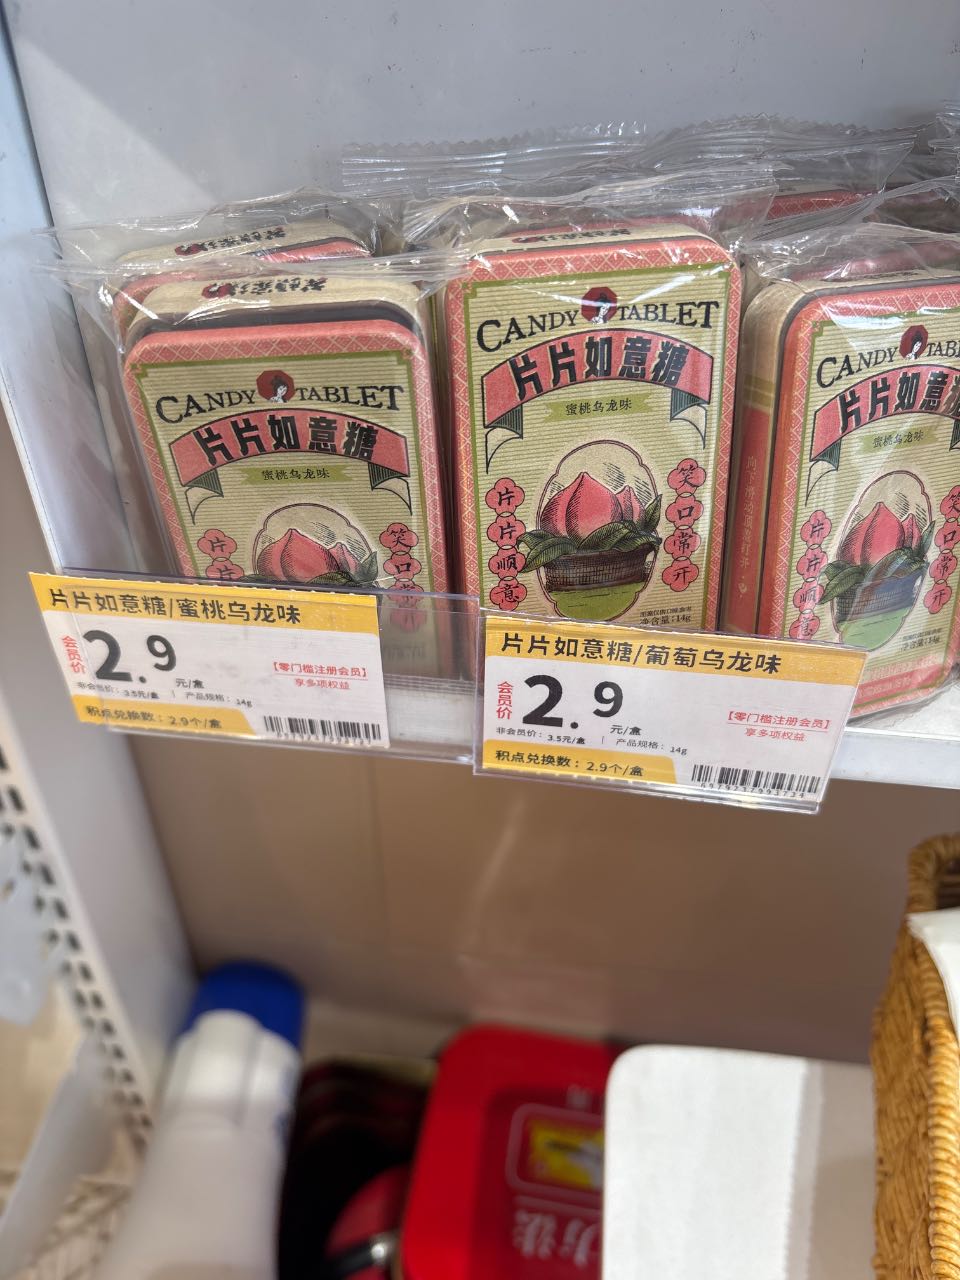 CANDY TABLET
片片如意糖
蜜桃乌龙味
笑口常开
片片
CANDY TABLET
片片如意糖
蜜桃乌龙味
笑口常开
片片顺意
净含量:14g
CANDY TABLET
片片如意糖
蜜桃乌龙味
片片如意糖/蜜桃乌龙味
会员价
2.9
元/盒
【零门槛注册会员】
享多项权益
非会员价:3.5元/盒 | 产品规格:14g
积点兑换数:2.9个/盒
片片如意糖/葡萄乌龙味
会员价
2.9
元/盒
【零门槛注册会员】
享多项权益
非会员价:3.5元/盒 | 产品规格:14g
积点兑换数:2.9个/盒